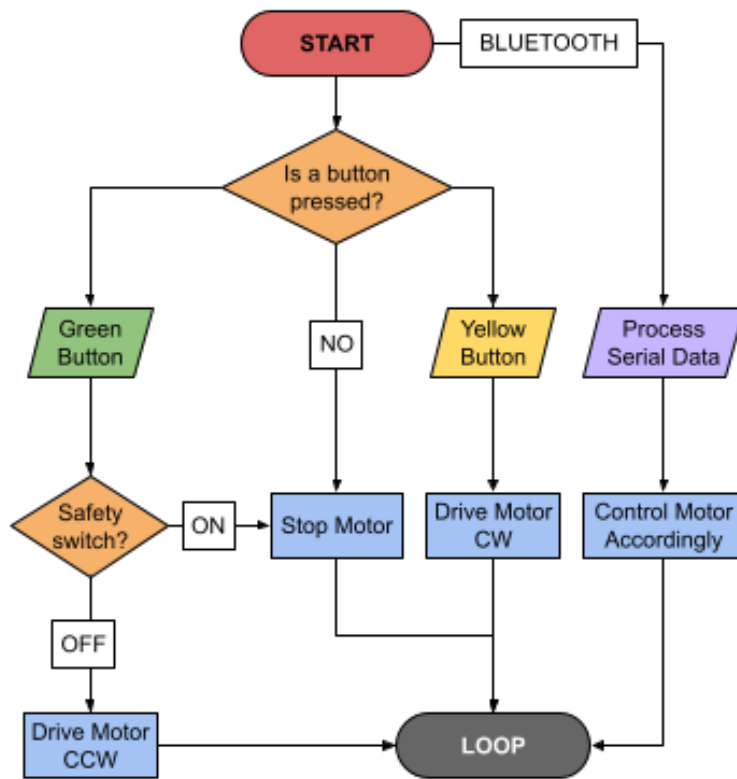 START
BLUETOOTH
Is a button
pressed?
Green
Button
NO
Yellow
Button
Process
Serial Data
Safety
switch?
ON
Stop Motor
Drive Motor
CW
Control Motor
Accordingly
OFF
Drive Motor
CCW
LOOP